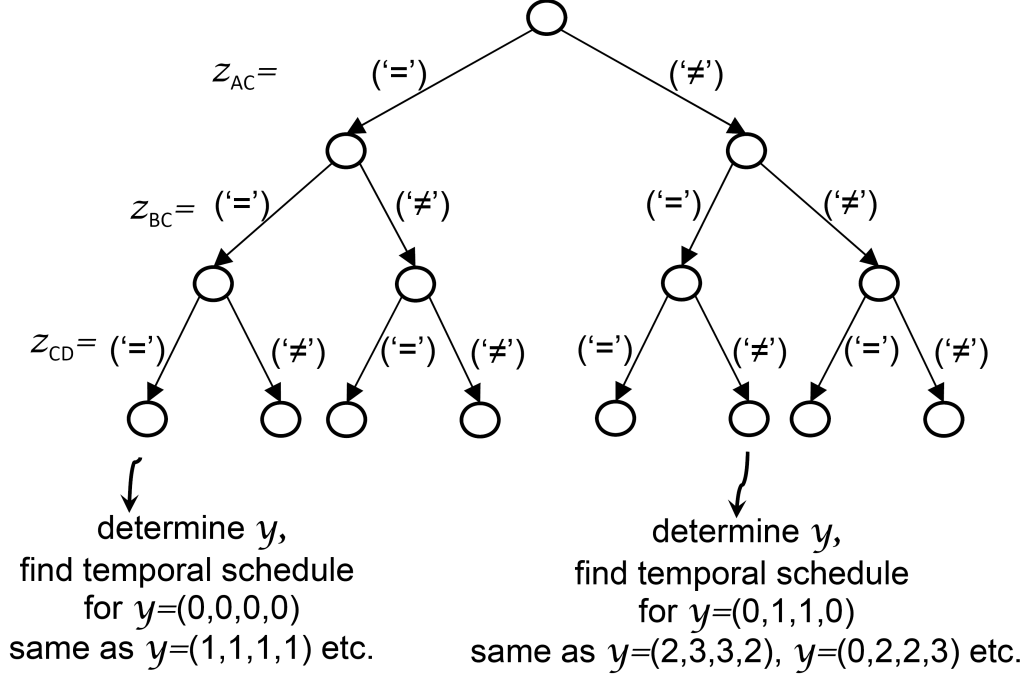 z_AC= (‘=’) (‘≠’)
z_BC= (‘=’) (‘≠’) (‘=’) (‘≠’)
z_CD= (‘=’) (‘≠’) (‘=’) (‘≠’) (‘=’) (‘≠’) (‘=’) (‘≠’)
determine y,
find temporal schedule
for y=(0,0,0,0)
same as y=(1,1,1,1) etc.
determine y,
find temporal schedule
for y=(0,1,1,0)
same as y=(2,3,3,2), y=(0,2,2,3) etc.